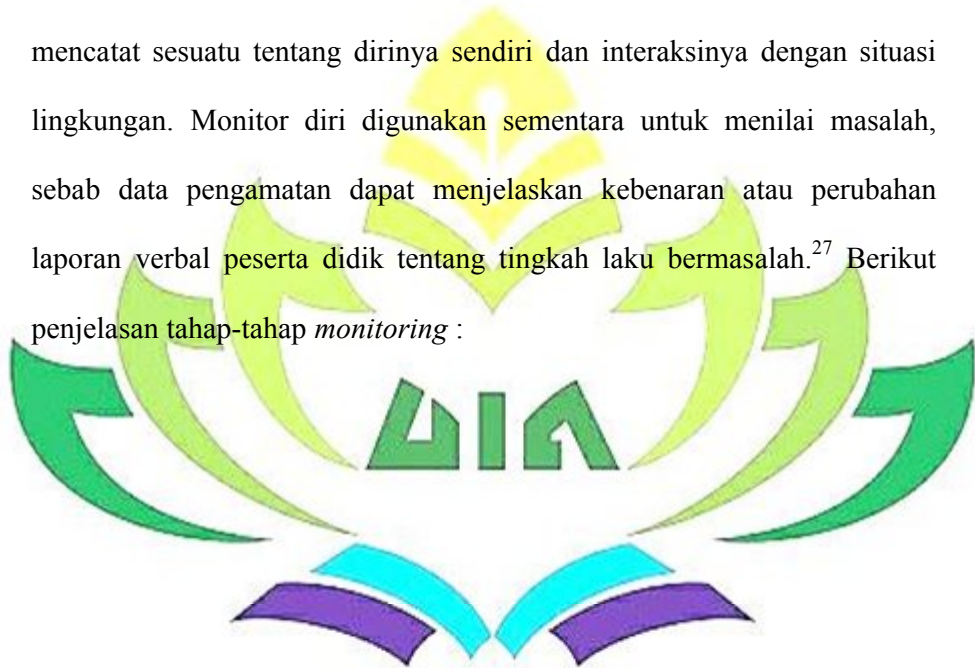 mencatat sesuatu tentang dirinya sendiri dan interaksinya dengan situasi
lingkungan. Monitor diri digunakan sementara untuk menilai masalah,
sebab data pengamatan dapat menjelaskan kebenaran atau perubahan
laporan verbal peserta didik tentang tingkah laku bermasalah.²⁷ Berikut
penjelasan tahap-tahap monitoring :
UIN